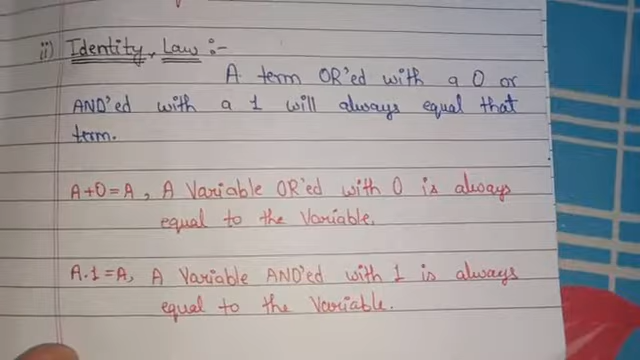 ii) Identity, Law :-
A term OR'ed with a 0 or
AND'ed with a 1 will always equal that
term.
A+0=A, A Variable OR'ed with 0 is always
equal to the Variable.
A.1=A, A Variable AND'ed with 1 is always
equal to the Variable.